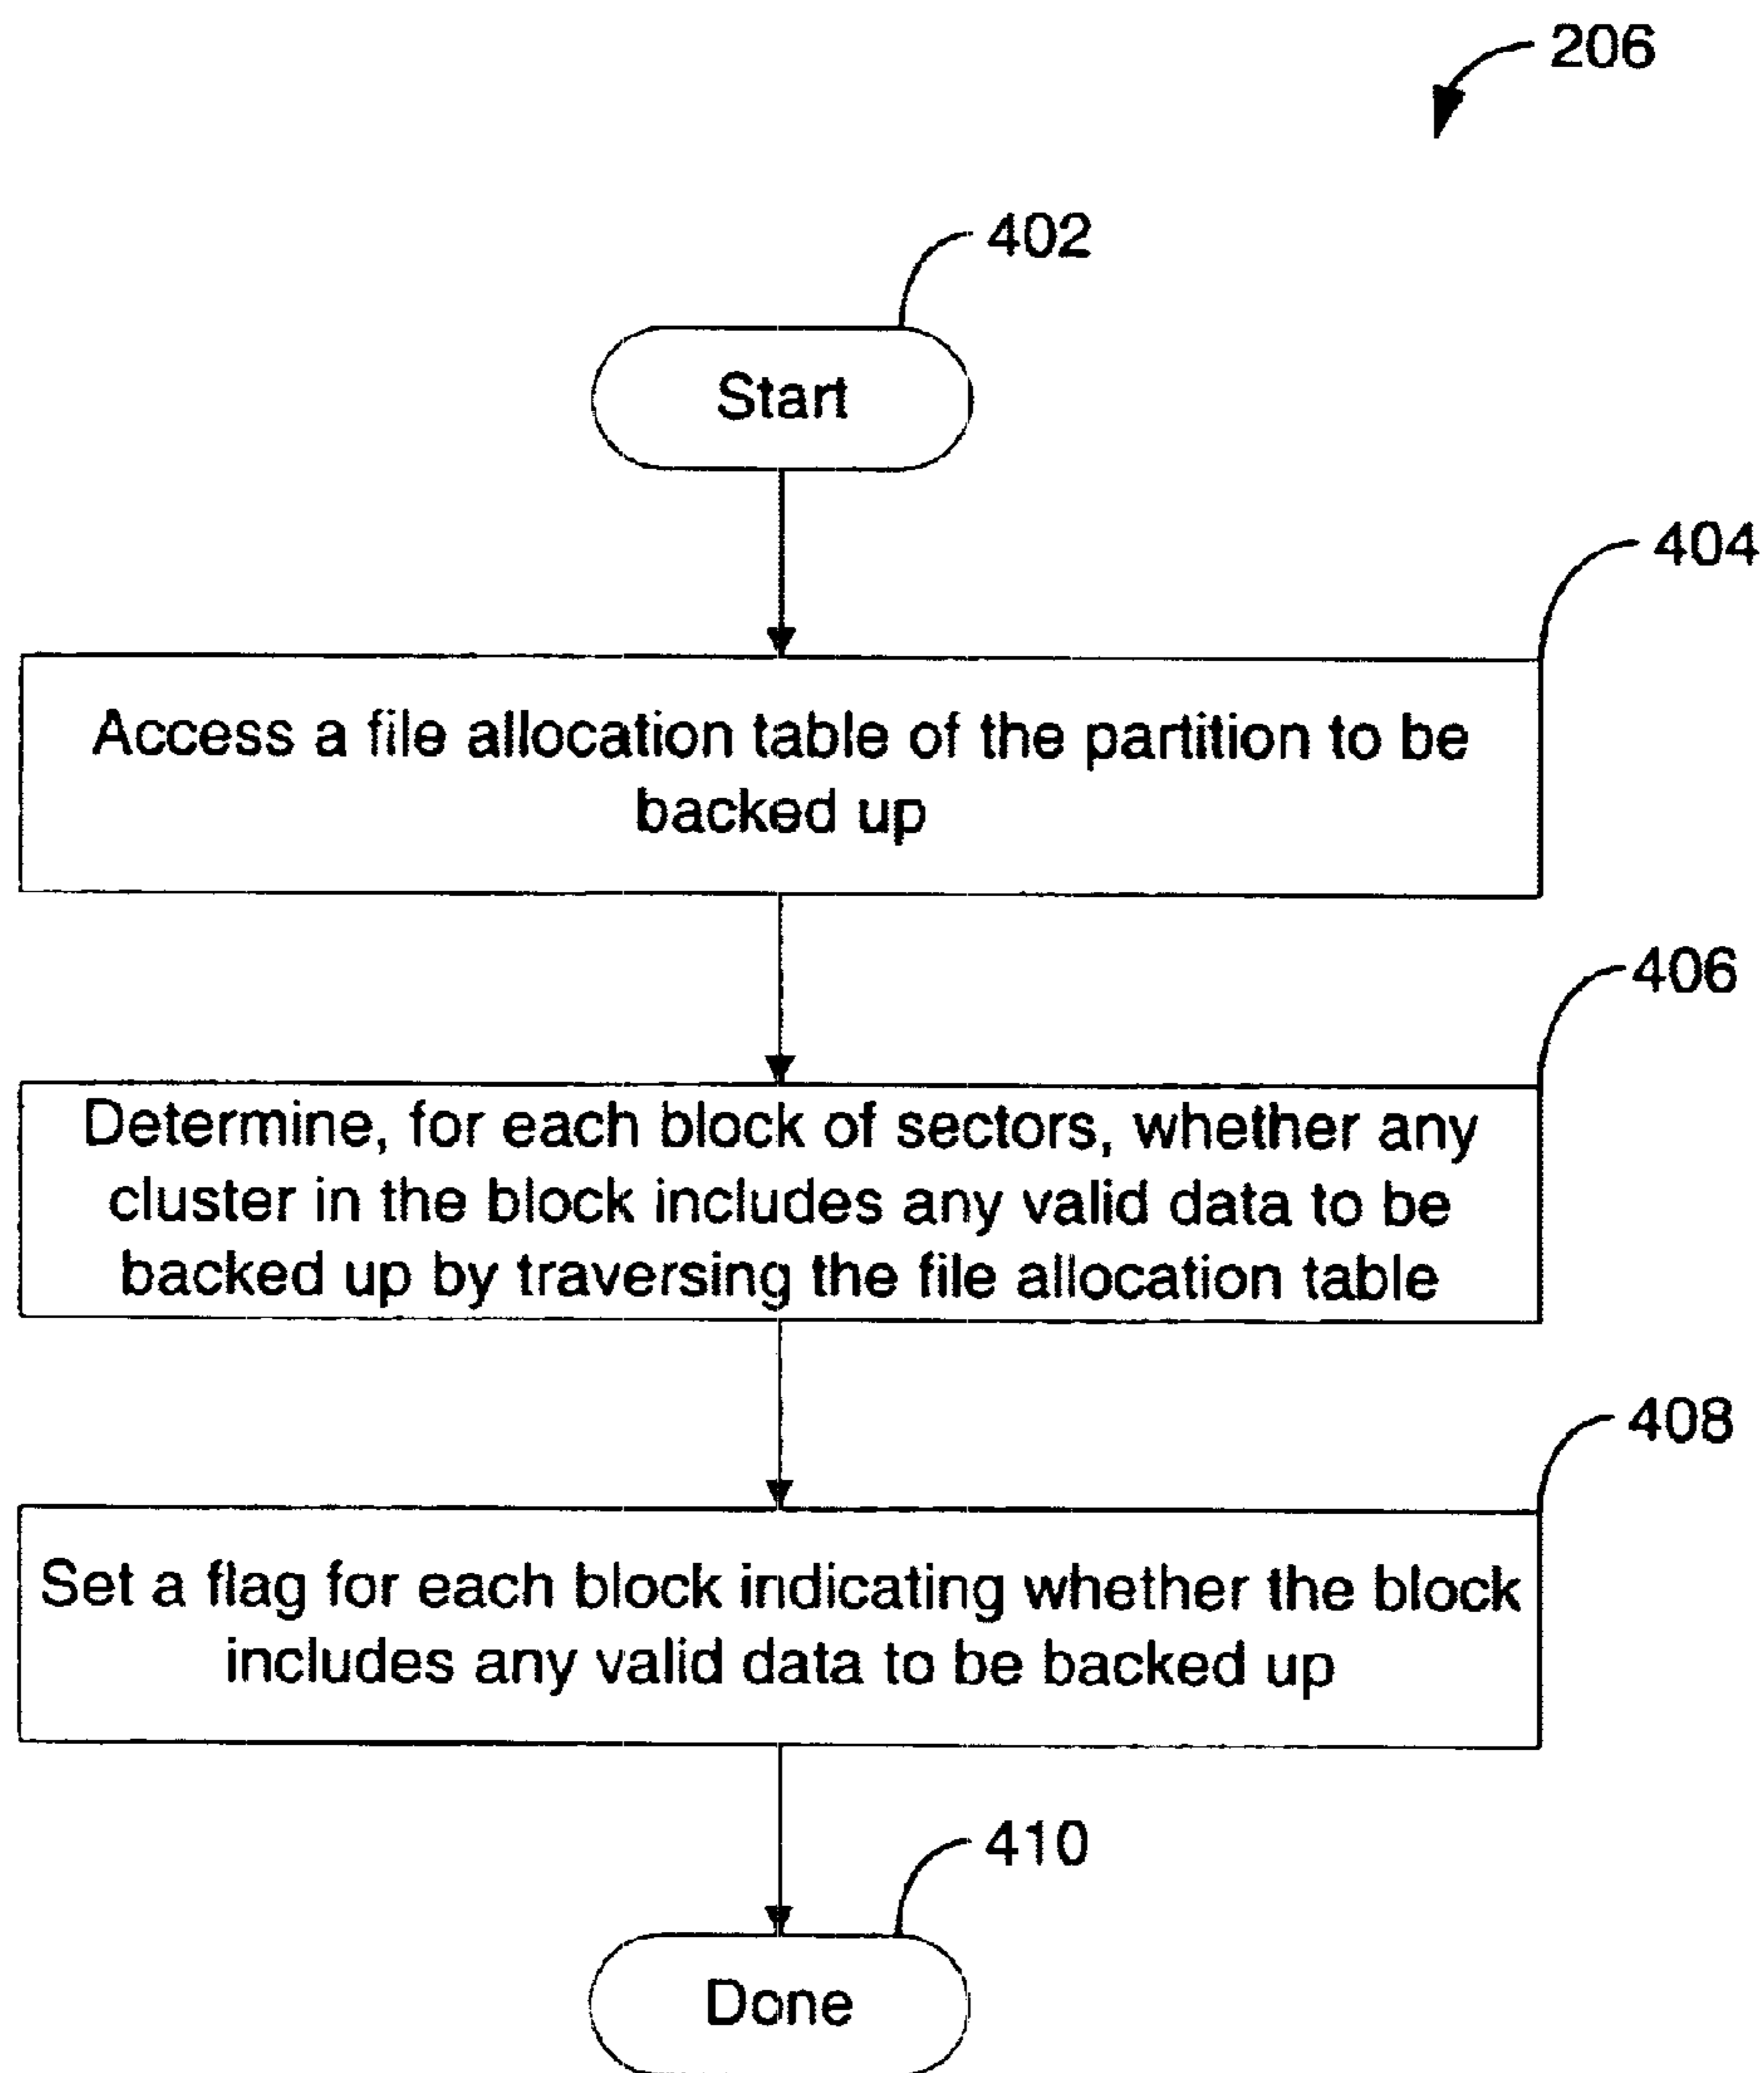 206
402
Start
404
Access a file allocation table of the partition to be
backed up
406
Determine, for each block of sectors, whether any
cluster in the block includes any valid data to be
backed up by traversing the file allocation table
408
Set a flag for each block indicating whether the block
includes any valid data to be backed up
410
Done